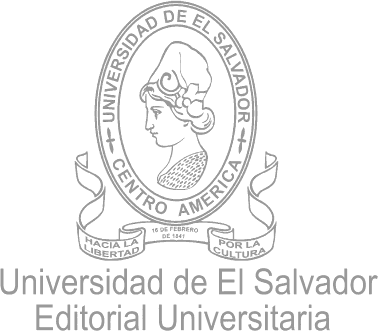 UNIVERSIDAD DE EL SALVADOR
CENTRO AMERICA
16 DE FEBRERO
DE 1841
HACIA LA
LIBERTAD
POR LA
CULTURA
Universidad de El Salvador
Editorial Universitaria